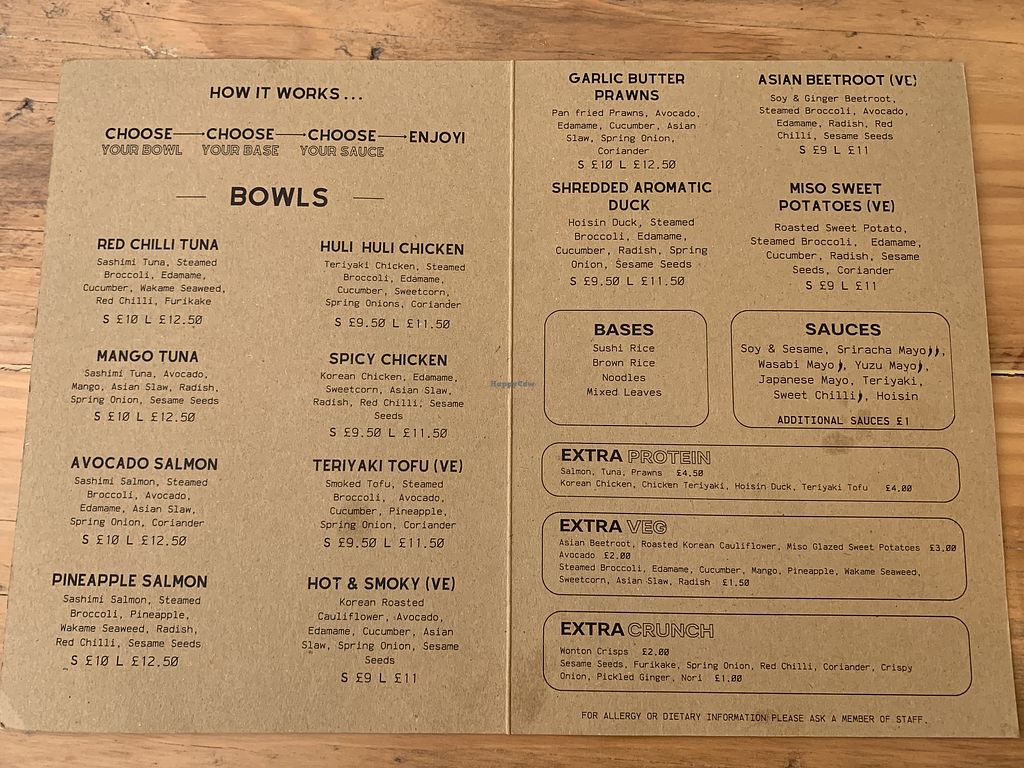 HOW IT WORKS...
CHOOSE → CHOOSE → CHOOSE → ENJOY!
YOUR BOWL YOUR BASE YOUR SAUCE
— BOWLS —
RED CHILLI TUNA
Sashimi Tuna, Steamed
Broccoli, Edamame,
Cucumber, Wakame Seaweed,
Red Chilli, Furikake
S £10 L £12.50
MANGO TUNA
Sashimi Tuna, Avocado,
Mango, Asian Slaw, Radish,
Spring Onion, Sesame Seeds
S £10 L £12.50
AVOCADO SALMON
Sashimi Salmon, Steamed
Broccoli, Avocado,
Edamame, Asian Slaw,
Spring Onion, Coriander
S £10 L £12.50
PINEAPPLE SALMON
Sashimi Salmon, Steamed
Broccoli, Pineapple,
Wakame Seaweed, Radish,
Red Chilli, Sesame Seeds
S £10 L £12.50
HULI HULI CHICKEN
Teriyaki Chicken, Steamed
Broccoli, Edamame,
Cucumber, Sweetcorn,
Spring Onions, Coriander
S £9.50 L £11.50
SPICY CHICKEN
Korean Chicken, Edamame,
Sweetcorn, Asian Slaw,
Radish, Red Chilli, Sesame
Seeds
S £9.50 L £11.50
TERIYAKI TOFU (VE)
Smoked Tofu, Steamed
Broccoli, Avocado,
Cucumber, Pineapple,
Spring Onion, Coriander
S £9.50 L £11.50
HOT & SMOKY (VE)
Korean Roasted
Cauliflower, Avocado,
Edamame, Cucumber, Asian
Slaw, Spring Onion, Sesame
Seeds
S £9 L £11
GARLIC BUTTER
PRAWNS
Pan fried Prawns, Avocado,
Edamame, Cucumber, Asian
Slaw, Spring Onion,
Coriander
S £10 L £12.50
SHREDDED AROMATIC
DUCK
Hoisin Duck, Steamed
Broccoli, Edamame,
Cucumber, Radish, Spring
Onion, Sesame Seeds
S £9.50 L £11.50
ASIAN BEETROOT (VE)
Soy & Ginger Beetroot,
Steamed Broccoli, Avocado,
Edamame, Radish, Red
Chilli, Sesame Seeds
S £9 L £11
MISO SWEET
POTATOES (VE)
Roasted Sweet Potato,
Steamed Broccoli, Edamame,
Cucumber, Radish, Sesame
Seeds, Coriander
S £9 L £11
BASES
Sushi Rice
Brown Rice
Noodles
Mixed Leaves
SAUCES
Soy & Sesame, Sriracha Mayo,
Wasabi Mayo, Yuzu Mayo,
Japanese Mayo, Teriyaki,
Sweet Chilli, Hoisin
ADDITIONAL SAUCES £1
EXTRA PROTEIN
Salmon, Tuna, Prawns £4.50
Korean Chicken, Chicken Teriyaki, Hoisin Duck, Teriyaki Tofu £4.00
EXTRA VEG
Asian Beetroot, Roasted Korean Cauliflower, Miso Glazed Sweet Potatoes £3.00
Avocado £2.00
Steamed Broccoli, Edamame, Cucumber, Mango, Pineapple, Wakame Seaweed,
Sweetcorn, Asian Slaw, Radish £1.50
EXTRA CRUNCH
Wonton Crisps £2.00
Sesame Seeds, Furikake, Spring Onion, Red Chilli, Coriander, Crispy
Onion, Pickled Ginger, Nori £1.00
FOR ALLERGY OR DIETARY INFORMATION PLEASE ASK A MEMBER OF STAFF.
HappyCow